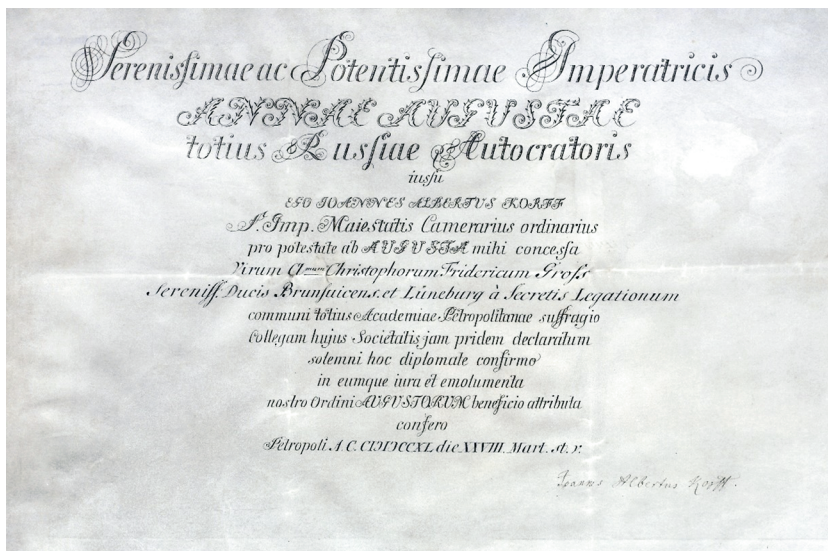 Serenissimae ac Potentissimae Imperatricis
ANNAE AUGUSTAE
totius Russiae Autocratoris
iussu
EGO IOANNES ALBERTUS KORFF
S. Imp. Maiestatis Camerarius ordinarius
pro potestate ab AUGUSTA mihi concessa
Virum Cl.mum Christophorum Fridericum Gross
Sereniss. Ducis Brunsuicens. et Lüneburg à Secretis Legationum
communi totius Academiae Petropolitanae suffragio
Collegam hujus Societatis jam pridem declaratum
solemni hoc diplomate confirmo
in eumque iura et emolumenta
nostro Ordini AUGUSTORUM beneficio attributa
confero
Petropoli A. C. CIƆIƆCCXL die XXVIII. Mart. st. v.
Joannes Albertus Korff.